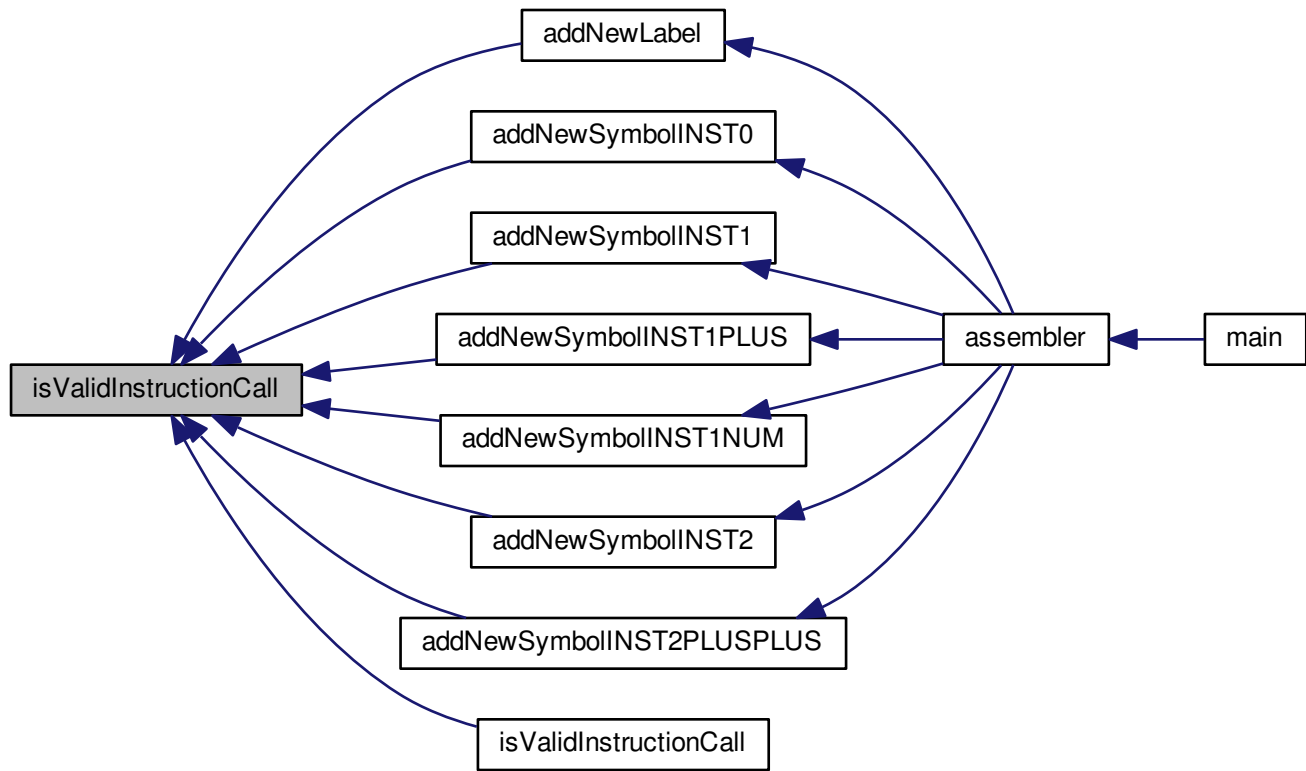 addNewLabel
addNewSymbolINST0
addNewSymbolINST1
addNewSymbolINST1PLUS
assembler
main
isValidInstructionCall
addNewSymbolINST1NUM
addNewSymbolINST2
addNewSymbolINST2PLUSPLUS
isValidInstructionCall